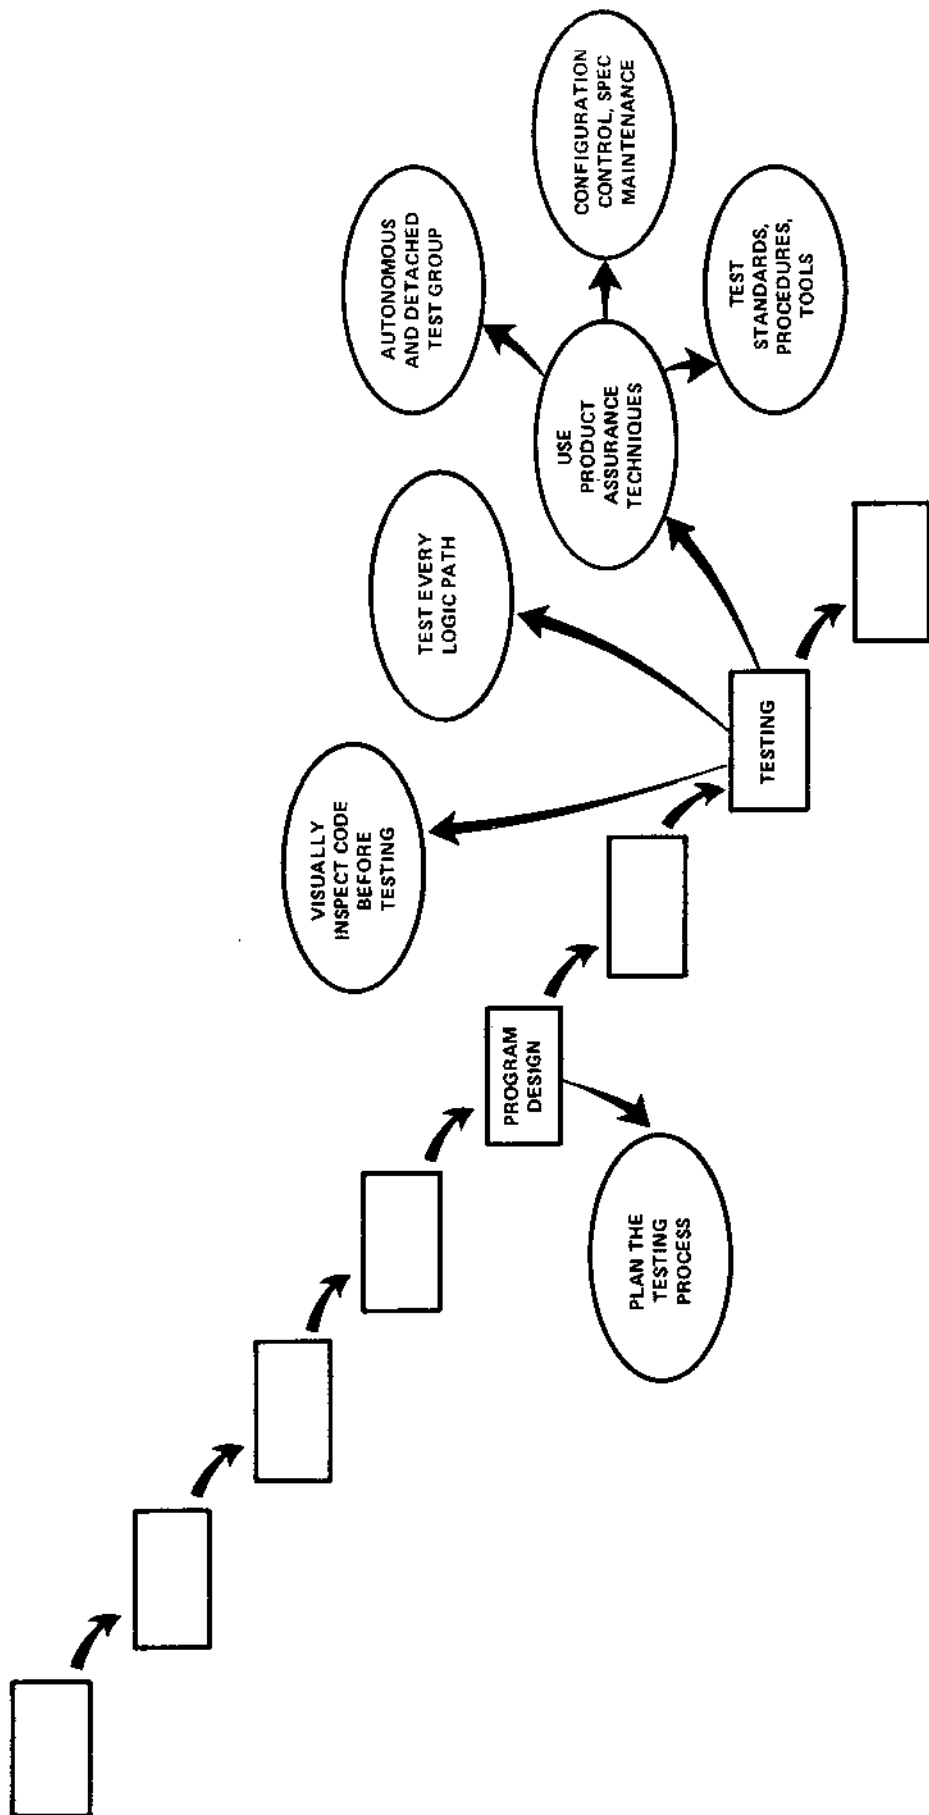 AUTONOMOUS
AND DETACHED
TEST GROUP
CONFIGURATION
CONTROL, SPEC
MAINTENANCE
TEST EVERY
LOGIC PATH
VISUALLY
INSPECT CODE
BEFORE
TESTING
USE
PRODUCT
ASSURANCE
TECHNIQUES
TEST
STANDARDS,
PROCEDURES,
TOOLS
PROGRAM
DESIGN
TESTING
PLAN THE
TESTING
PROCESS